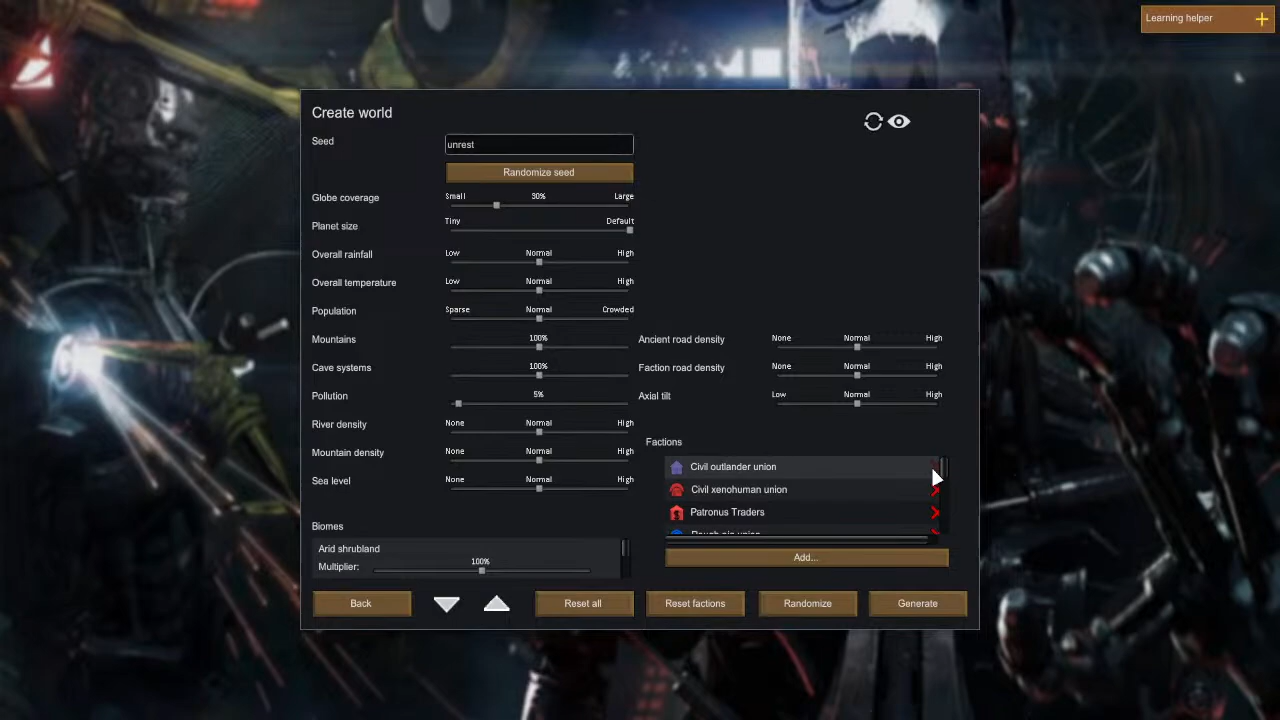 Learning helper
Create world
Seed
unrest
Randomize seed
Globe coverage
Small 30% Large
Planet size
Tiny Default
Overall rainfall
Low Normal High
Overall temperature
Low Normal High
Population
Sparse Normal Crowded
Mountains 100%
Ancient road density
None Normal High
Cave systems 100%
Faction road density
None Normal High
Pollution 5%
Axial tilt
Low Normal High
River density
None Normal High
Mountain density
None Normal High
Sea level
None Normal High
Factions
Civil outlander union
Civil xenohuman union
Patronus Traders
Add...
Biomes
Arid shrubland
Multiplier: 100%
Back Reset all Reset factions Randomize Generate